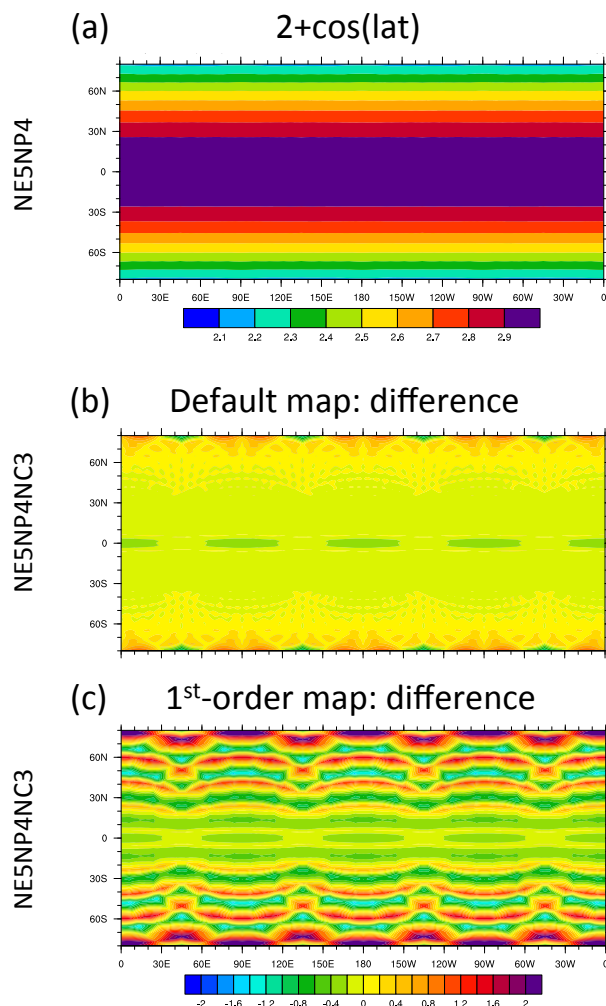 (a) 2+cos(lat)
NE5NP4
60N
30N
0
30S
60S
0 30E 60E 90E 120E 150E 180 150W 120W 90W 60W 30W 0
2.1 2.2 2.3 2.4 2.5 2.6 2.7 2.8 2.9
(b) Default map: difference
NE5NP4NC3
60N
30N
0
30S
60S
(c) 1st-order map: difference
NE5NP4NC3
60N
30N
0
30S
60S
0 30E 60E 90E 120E 150E 180 150W 120W 90W 60W 30W 0
-2 -1.6 -1.2 -0.8 -0.4 0 0.4 0.8 1.2 1.6 2